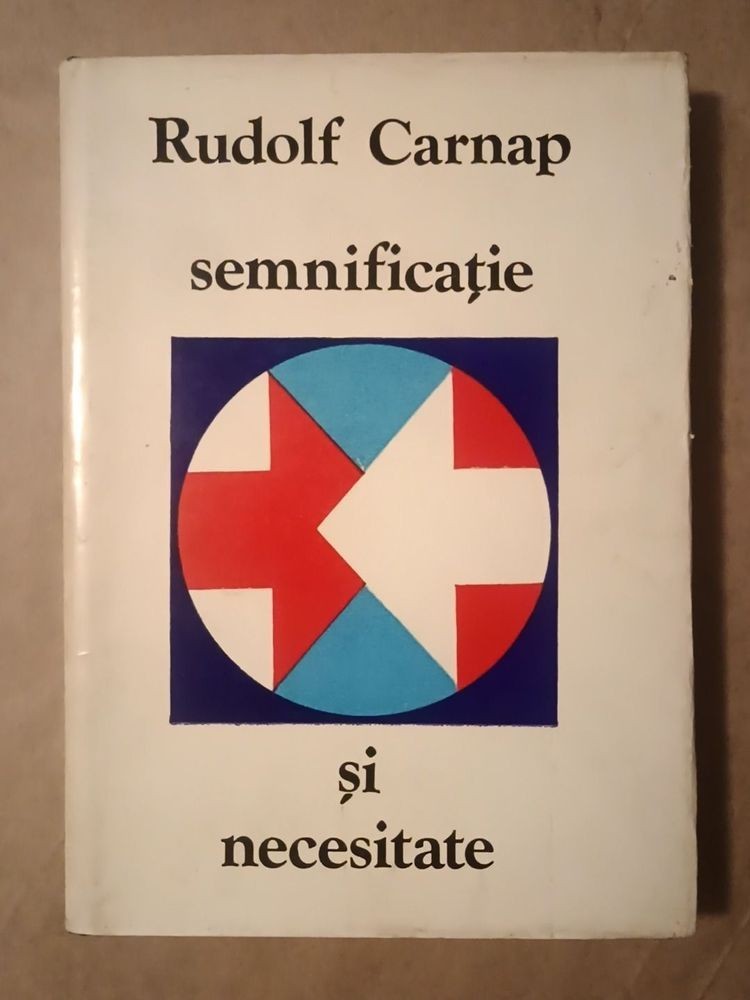 Rudolf Carnap
semnificație
și
necesitate